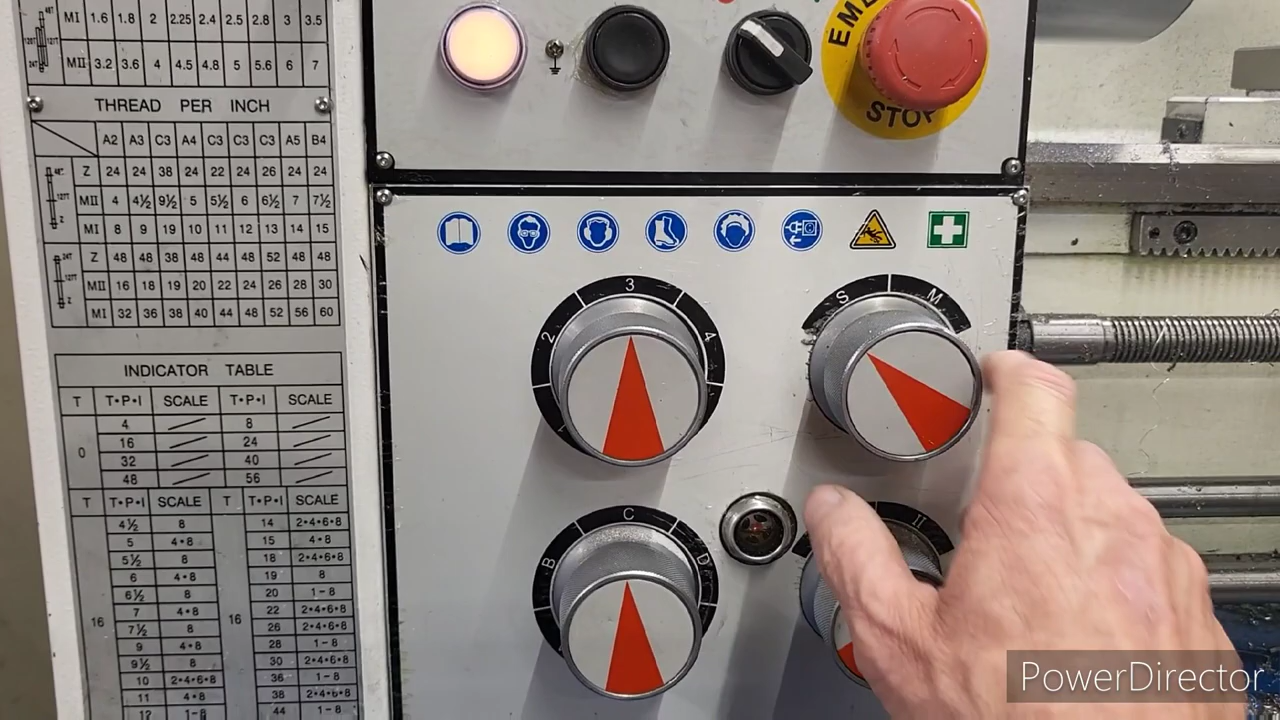 MI 1.6 1.8 2 2.25 2.4 2.5 2.8 3 3.5
MII 3.2 3.6 4 4.5 4.8 5 5.6 6 7
THREAD PER INCH
A2 A3 C3 A4 C3 C3 C3 A5 B4
Z 24 24 38 24 22 24 26 24 24
MII 4 4½ 9½ 5 5½ 6 6½ 7 7½
MI 8 9 19 10 11 12 13 14 15
Z 48 48 38 48 44 48 52 48 48
MII 16 18 19 20 22 24 26 28 30
MI 32 36 38 40 44 48 52 56 60
INDICATOR TABLE
T T•P•I SCALE T•P•I SCALE
0 4 8
16 24
32 40
48 56
T T•P•I SCALE T T•P•I SCALE
4½ 8 14 2•4•6•8
5 4•8 15 4•8
5½ 8 18 2•4•6•8
6 4•8 19 8
6½ 8 20 1-8
16 7 4•8 16 22 2•4•6•8
7½ 8 26 2•4•6•8
9 4•8 28 1-8
9½ 8 30 2•4•6•8
10 2•4•6•8 36 1-8
11 4•8 38 2•4•6•8
12 1-8 44 1-8
STOP
2 3 4
S M
B C D
II
PowerDirector